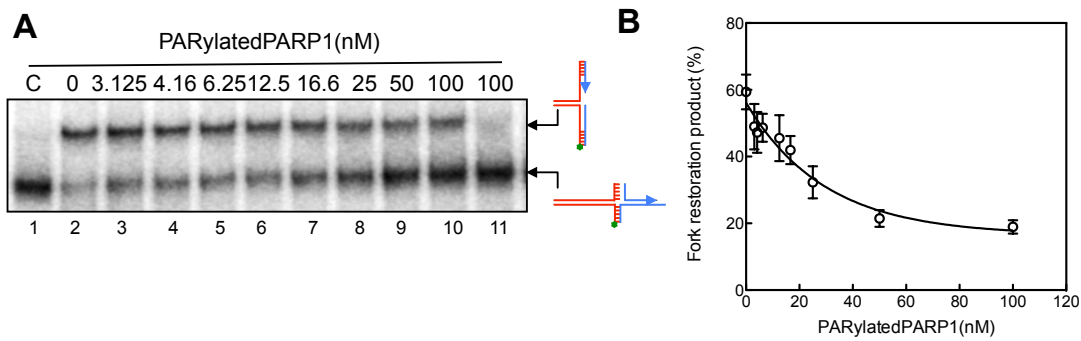 A
PARylatedPARP1(nM)
C 0 3.125 4.16 6.25 12.5 16.6 25 50 100 100
1 2 3 4 5 6 7 8 9 10 11
B
Fork restoration product (%)
80
60
40
20
0
0 20 40 60 80 100 120
PARylatedPARP1(nM)